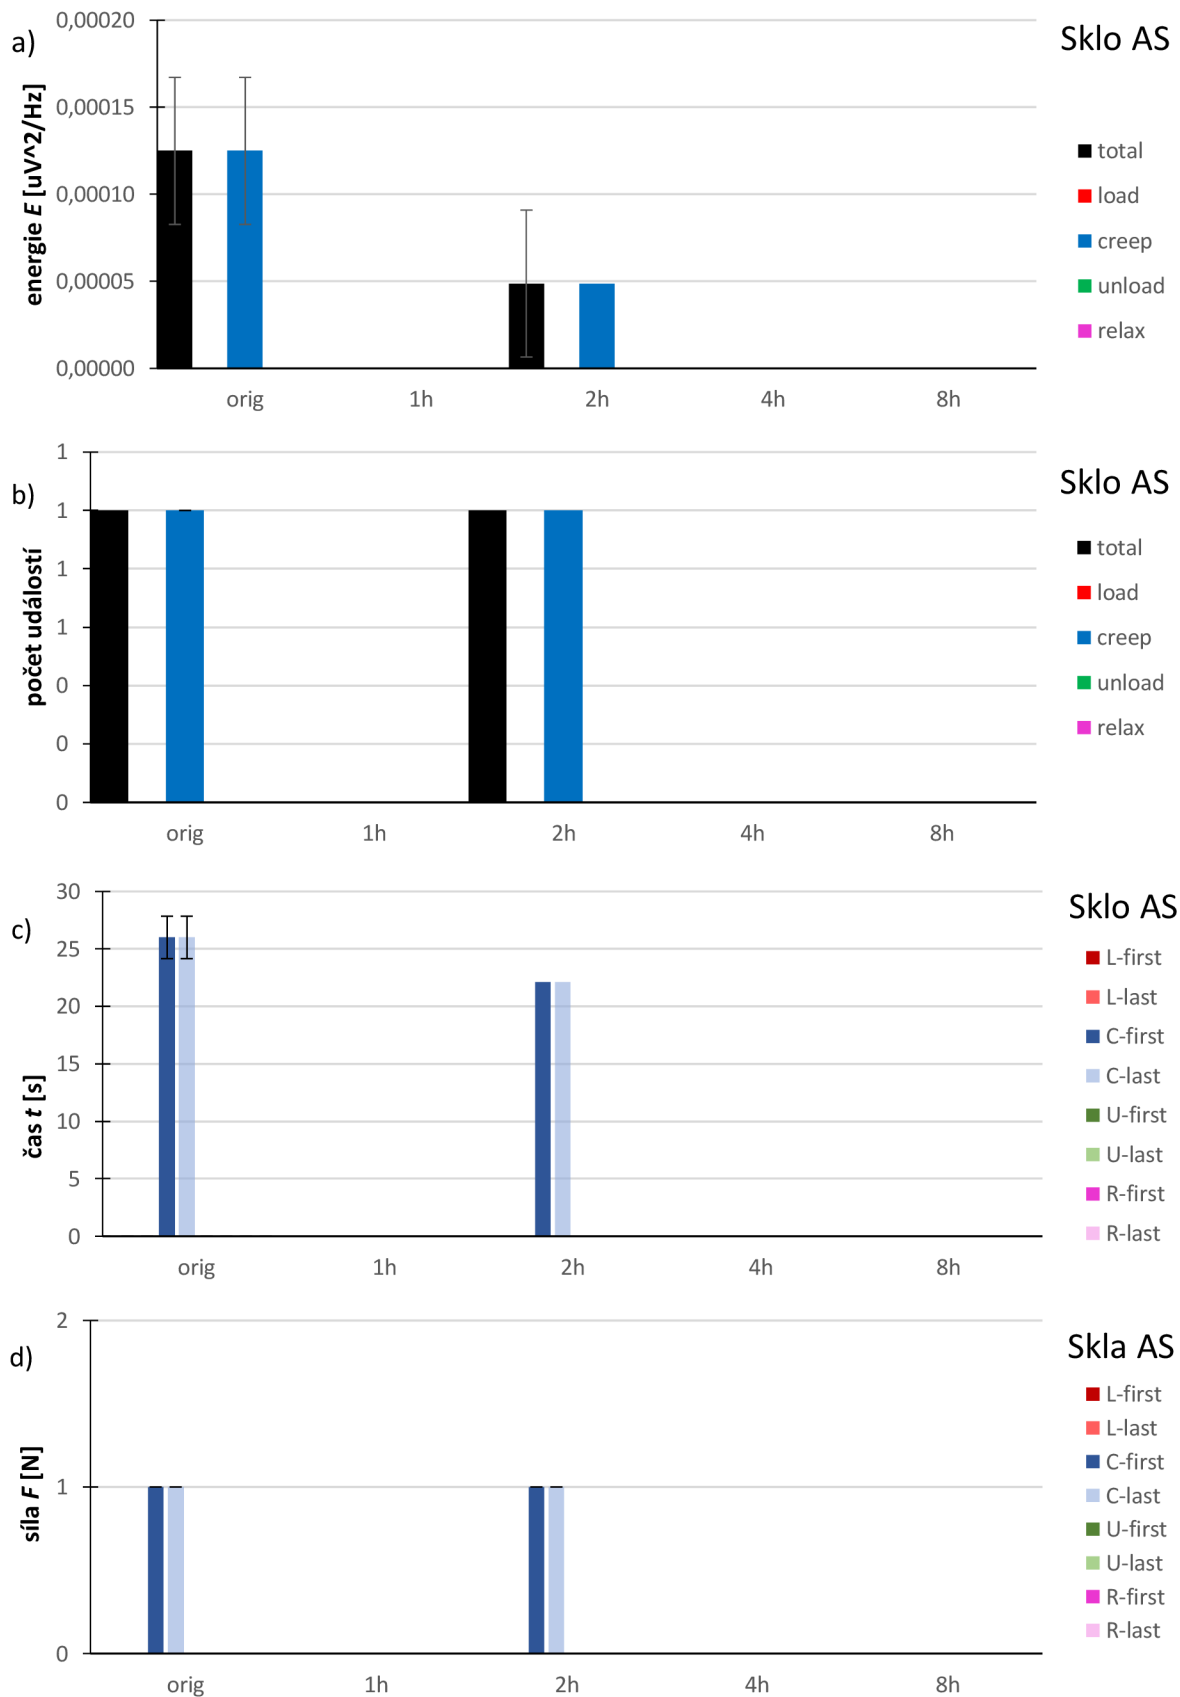 a)
Sklo AS
energie E [uV^2/Hz]
0,00020
0,00015
0,00010
0,00005
0,00000
orig 1h 2h 4h 8h
total
load
creep
unload
relax
b)
Sklo AS
počet událostí
1
1
1
1
0
0
0
orig 1h 2h 4h 8h
total
load
creep
unload
relax
c)
Sklo AS
čas t [s]
30
25
20
15
10
5
0
orig 1h 2h 4h 8h
L-first
L-last
C-first
C-last
U-first
U-last
R-first
R-last
d)
Skla AS
síla F [N]
2
1
0
orig 1h 2h 4h 8h
L-first
L-last
C-first
C-last
U-first
U-last
R-first
R-last